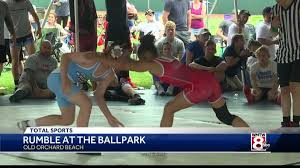 TOTAL SPORTS
RUMBLE AT THE BALLPARK
OLD ORCHARD BEACH
8